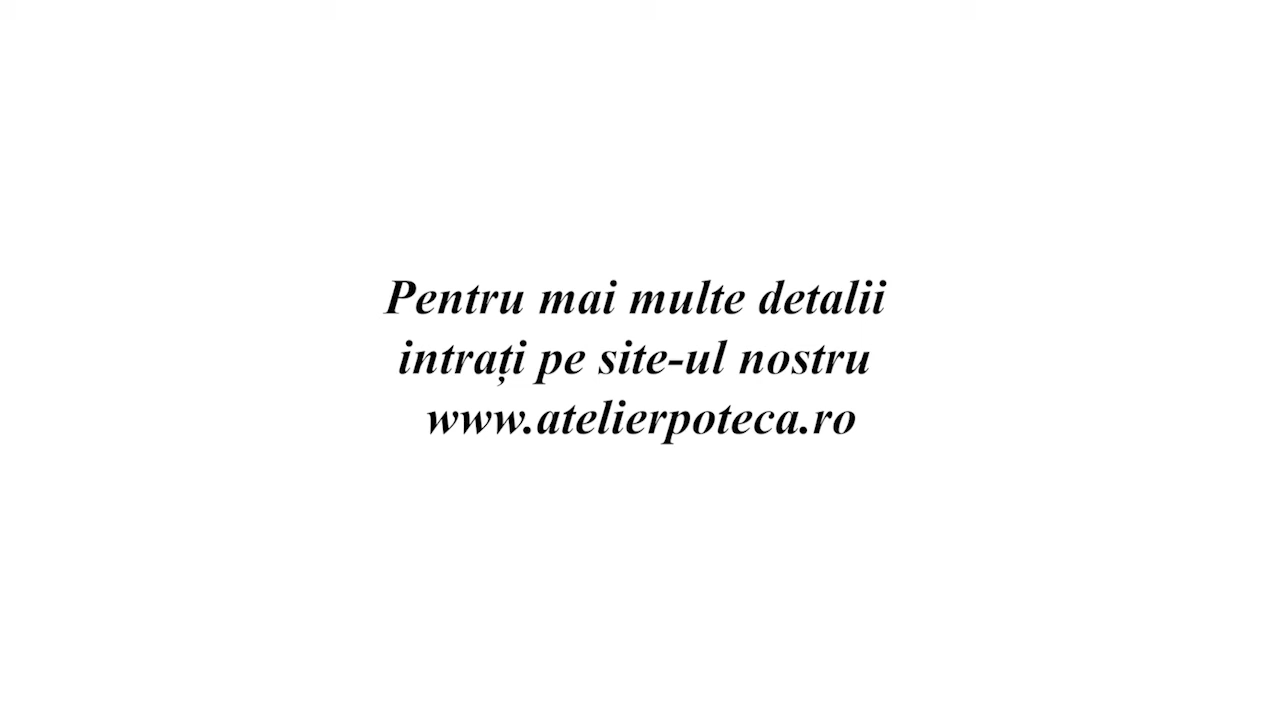 Pentru mai multe detalii
intrați pe site-ul nostru
www.atelierpoteca.ro